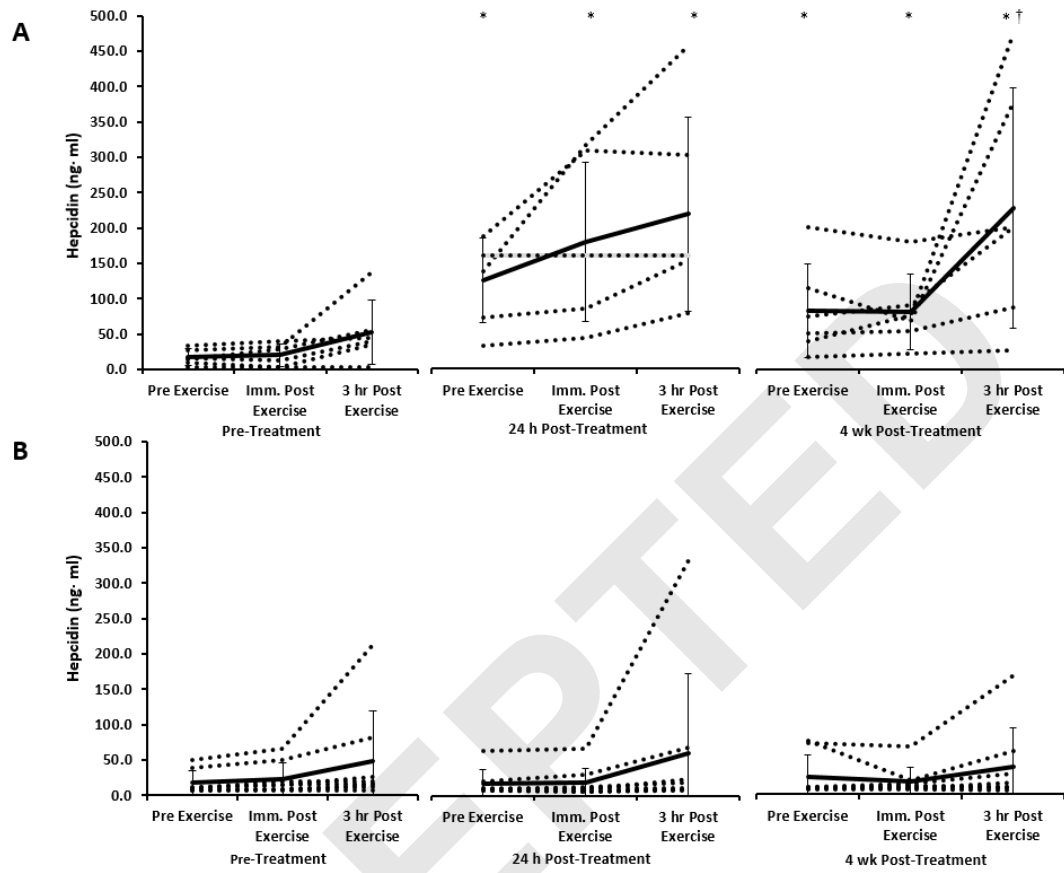 A
* * * * * * †
500.0
450.0
400.0
350.0
300.0
250.0
200.0
150.0
100.0
50.0
0.0
Hepcidin (ng· ml)
Pre Exercise Imm. Post Exercise 3 hr Post Exercise
Pre-Treatment
Pre Exercise Imm. Post Exercise 3 hr Post Exercise
24 h Post-Treatment
Pre Exercise Imm. Post Exercise 3 hr Post Exercise
4 wk Post-Treatment
B
500.0
450.0
400.0
350.0
300.0
250.0
200.0
150.0
100.0
50.0
0.0
Hepcidin (ng· ml)
Pre Exercise Imm. Post Exercise 3 hr Post Exercise
Pre-Treatment
Pre Exercise Imm. Post Exercise 3 hr Post Exercise
24 h Post-Treatment
Pre Exercise Imm. Post Exercise 3 hr Post Exercise
4 wk Post-Treatment
EPTED